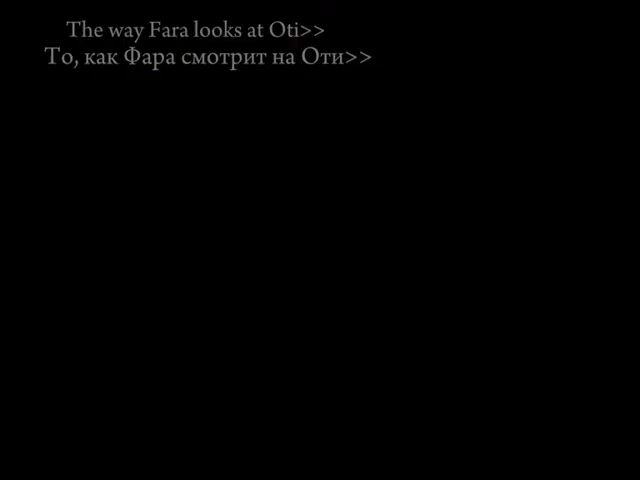 The way Fara looks at Oti>>
То, как Фара смотрит на Оти>>